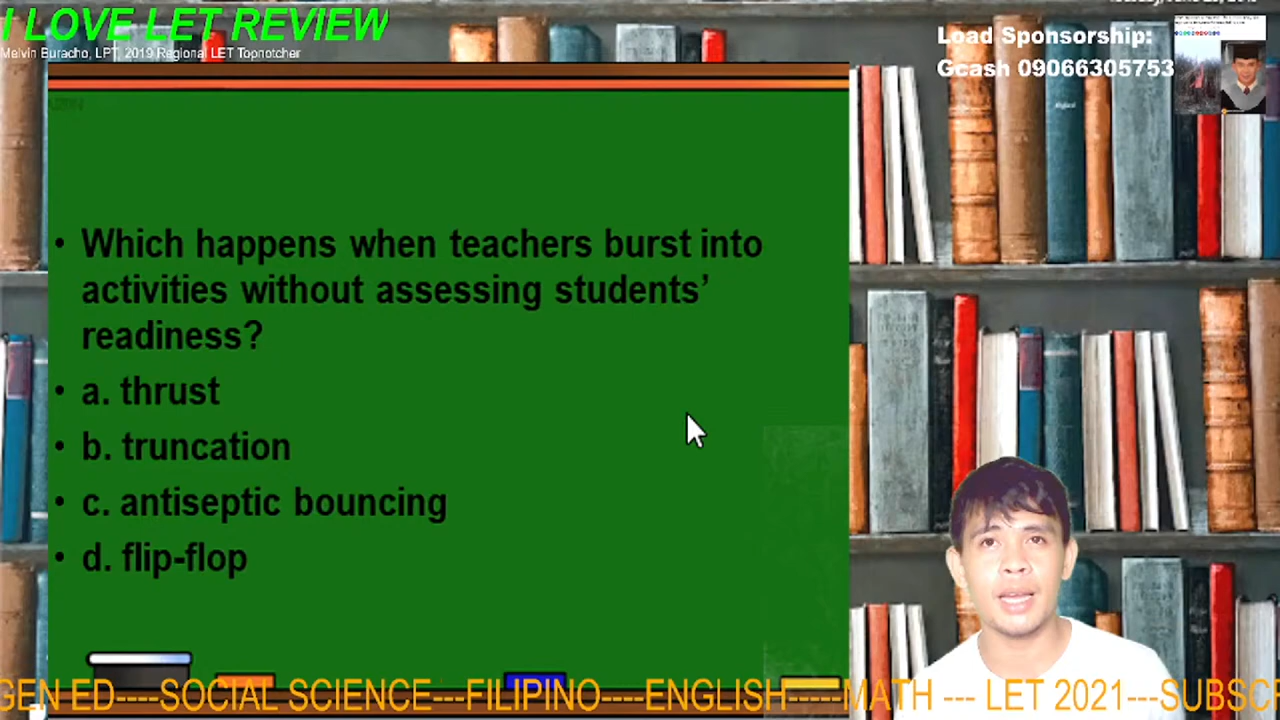 I LOVE LET REVIEW
Melvin Buracho, LPT, 2019 Regional LET Topnotcher
Load Sponsorship:
Gcash 09066305753
• Which happens when teachers burst into
activities without assessing students’
readiness?
• a. thrust
• b. truncation
• c. antiseptic bouncing
• d. flip-flop
GEN ED----SOCIAL SCIENCE---FILIPINO----ENGLISH-----MATH --- LET 2021---SUBSC